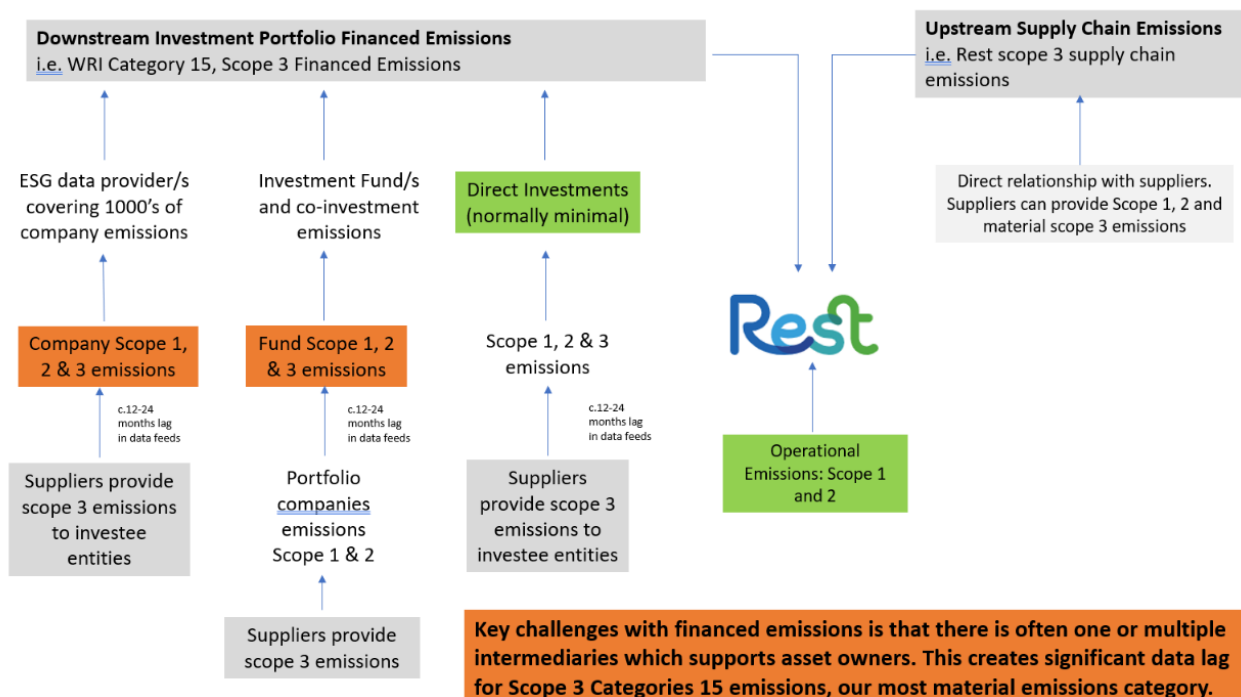 Downstream Investment Portfolio Financed Emissions
i.e. WRI Category 15, Scope 3 Financed Emissions
Upstream Supply Chain Emissions
i.e. Rest scope 3 supply chain
emissions
ESG data provider/s
covering 1000’s of
company emissions
Investment Fund/s
and co-investment
emissions
Direct Investments
(normally minimal)
Direct relationship with suppliers.
Suppliers can provide Scope 1, 2 and
material scope 3 emissions
Company Scope 1,
2 & 3 emissions
Fund Scope 1, 2
& 3 emissions
Scope 1, 2 & 3
emissions
Rest
c.12-24
months lag
in data feeds
c.12-24
months lag
in data feeds
c.12-24
months lag
in data feeds
Suppliers provide
scope 3 emissions
to investee
entities
Portfolio
companies
emissions
Scope 1 & 2
Suppliers
provide scope 3
emissions to
investee entities
Operational
Emissions: Scope 1
and 2
Suppliers provide
scope 3 emissions
Key challenges with financed emissions is that there is often one or multiple
intermediaries which supports asset owners. This creates significant data lag
for Scope 3 Categories 15 emissions, our most material emissions category.